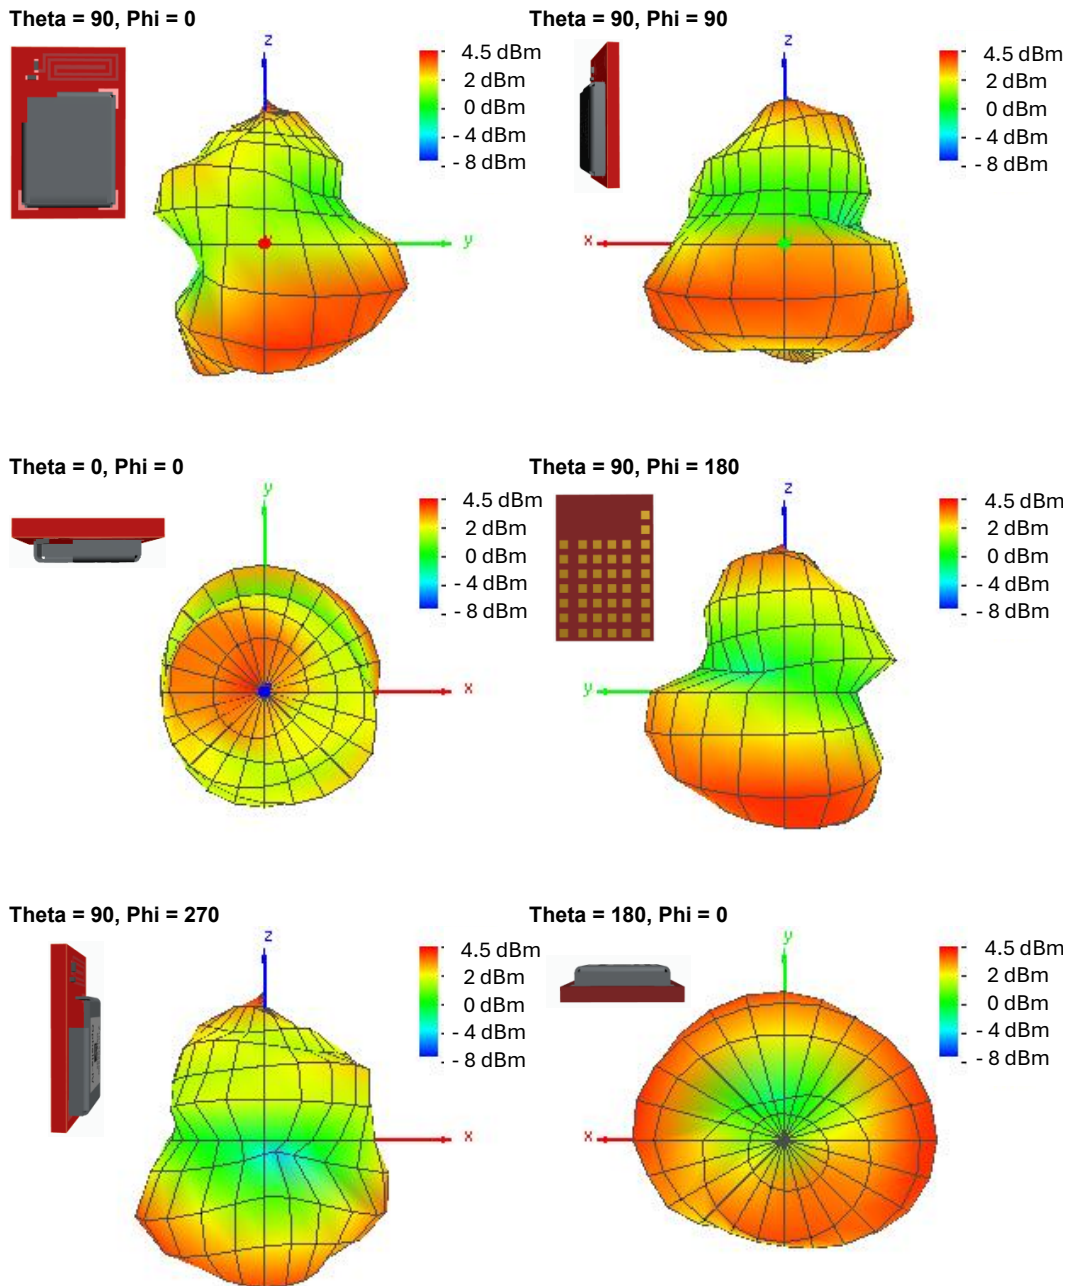 Theta = 90, Phi = 0
z
y
4.5 dBm
2 dBm
0 dBm
- 4 dBm
- 8 dBm
Theta = 90, Phi = 90
z
x
4.5 dBm
2 dBm
0 dBm
- 4 dBm
- 8 dBm
Theta = 0, Phi = 0
y
x
4.5 dBm
2 dBm
0 dBm
- 4 dBm
- 8 dBm
Theta = 90, Phi = 180
z
y
4.5 dBm
2 dBm
0 dBm
- 4 dBm
- 8 dBm
Theta = 90, Phi = 270
z
x
4.5 dBm
2 dBm
0 dBm
- 4 dBm
- 8 dBm
Theta = 180, Phi = 0
y
x
4.5 dBm
2 dBm
0 dBm
- 4 dBm
- 8 dBm